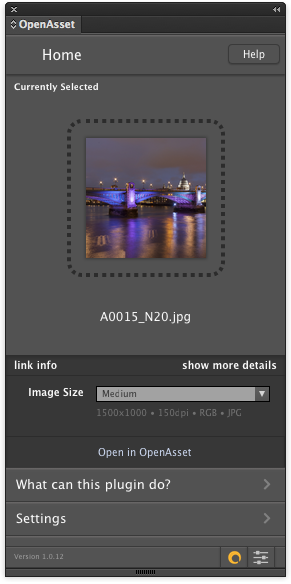 OpenAsset
Home
Help
Currently Selected
A0015_N20.jpg
link info show more details
Image Size Medium
1500x1000 • 150dpi • RGB • JPG
Open in OpenAsset
What can this plugin do?
Settings
Version 1.0.12